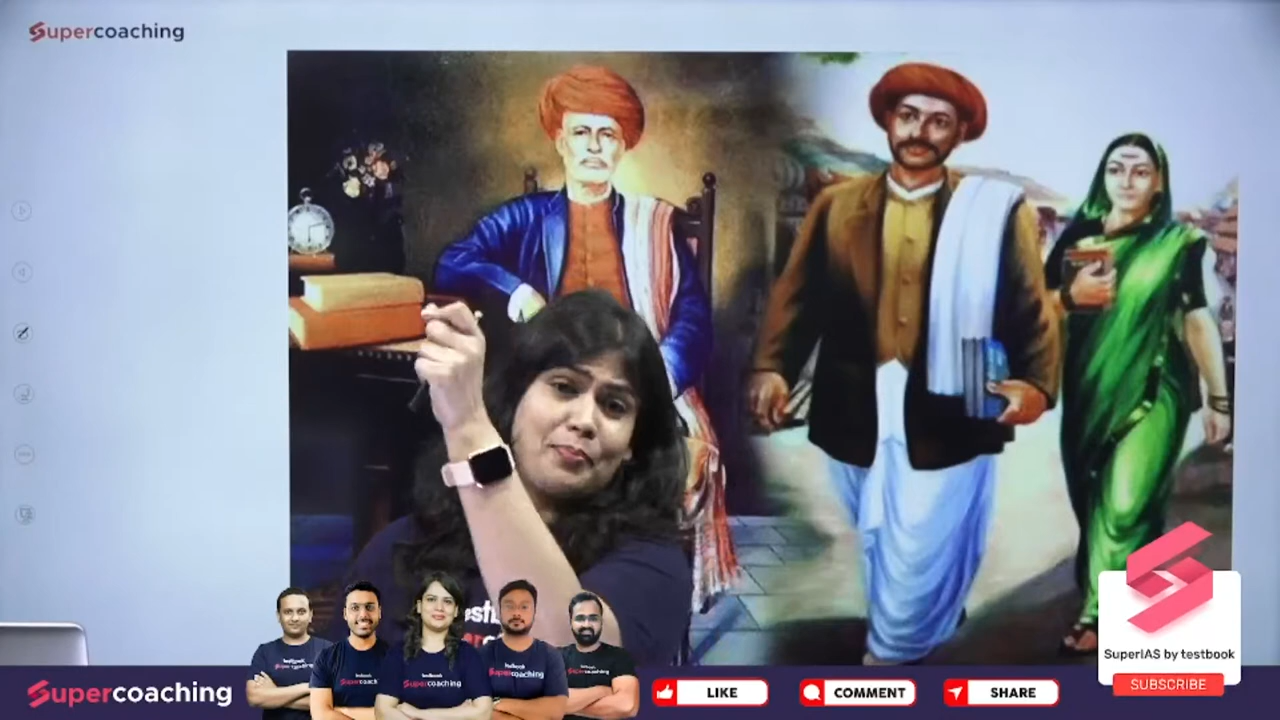 Supercoaching
Supercoaching
LIKE
COMMENT
SHARE
SuperIAS by testbook
SUBSCRIBE